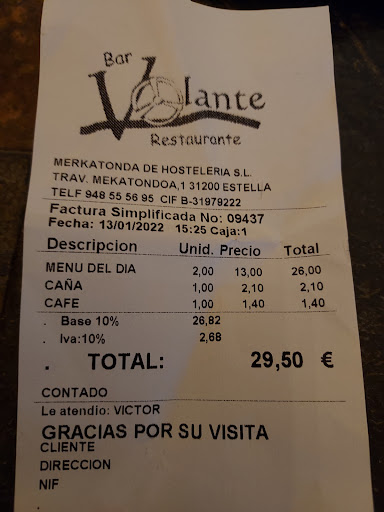 Bar
Volante
Restaurante
MERKATONDA DE HOSTELERIA S.L.
TRAV. MEKATONDOA,1 31200 ESTELLA
TELF 948 55 56 95 CIF B-31979222
Factura Simplificada No: 09437
Fecha: 13/01/2022 15:25 Caja:1
Descripcion Unid. Precio Total
MENU DEL DIA 2,00 13,00 26,00
CAÑA 1,00 2,10 2,10
CAFE 1,00 1,40 1,40
. Base 10% 26,82
. Iva:10% 2,68
. TOTAL: 29,50 €
CONTADO
Le atendio: VICTOR
GRACIAS POR SU VISITA
CLIENTE
DIRECCION
NIF